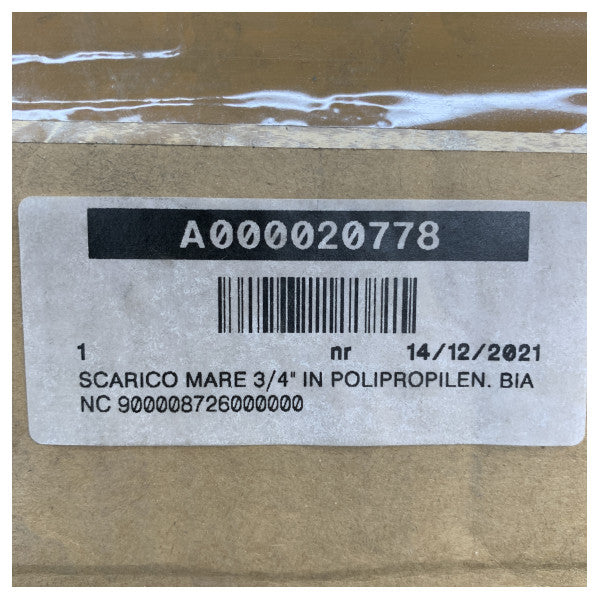 A000020778
1 nr 14/12/2021
SCARICO MARE 3/4" IN POLIPROPILEN. BIA
NC 900008726000000